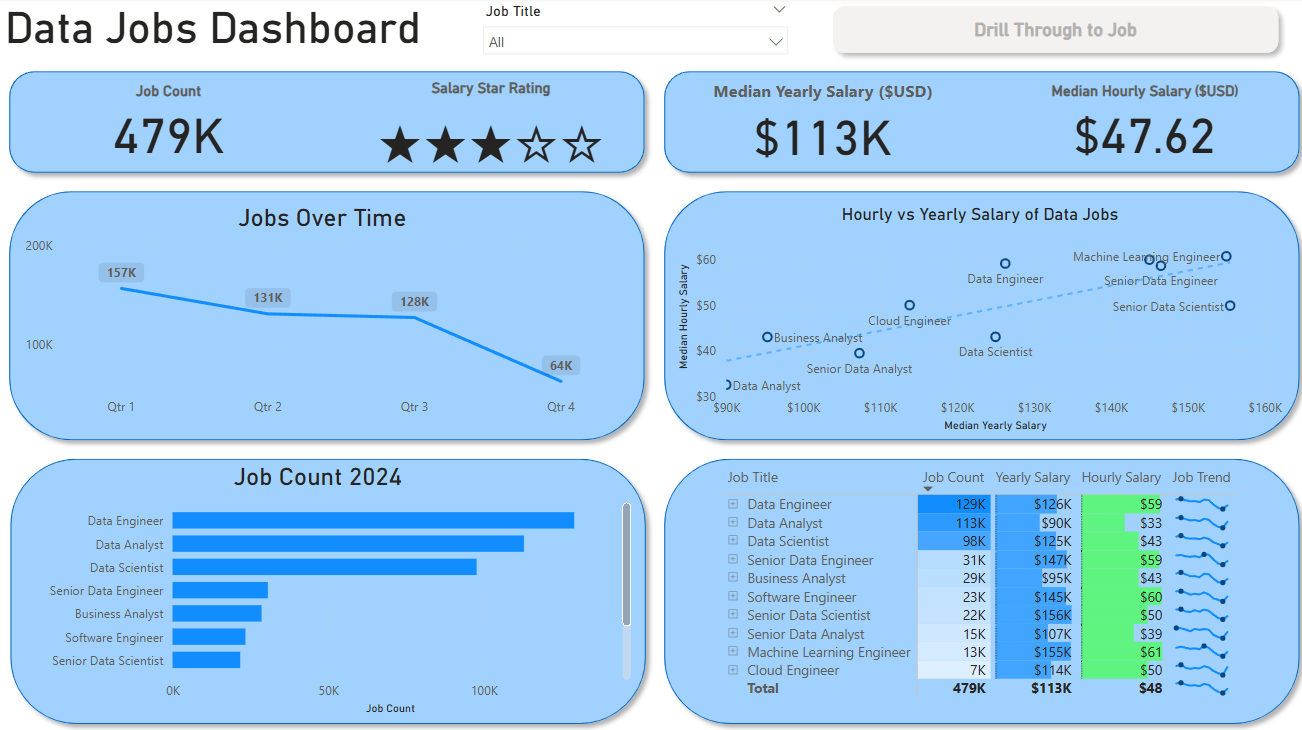 Data Jobs Dashboard
Job Title
All
Drill Through to Job
Job Count
479K
Salary Star Rating
Median Yearly Salary ($USD)
$113K
Median Hourly Salary ($USD)
$47.62
Jobs Over Time
200K
100K
157K
131K
128K
64K
Qtr 1 Qtr 2 Qtr 3 Qtr 4
Hourly vs Yearly Salary of Data Jobs
Median Hourly Salary
$60
$50
$40
$30
Machine Learning Engineer
Data Engineer
Senior Data Engineer
Senior Data Scientist
Cloud Engineer
Business Analyst
Data Scientist
Senior Data Analyst
Data Analyst
$90K $100K $110K $120K $130K $140K $150K $160K
Median Yearly Salary
Job Count 2024
Data Engineer
Data Analyst
Data Scientist
Senior Data Engineer
Business Analyst
Software Engineer
Senior Data Scientist
0K 50K 100K
Job Count
Job Title Job Count Yearly Salary Hourly Salary Job Trend
Data Engineer 129K $126K $59
Data Analyst 113K $90K $33
Data Scientist 98K $125K $43
Senior Data Engineer 31K $147K $59
Business Analyst 29K $95K $43
Software Engineer 23K $145K $60
Senior Data Scientist 22K $156K $50
Senior Data Analyst 15K $107K $39
Machine Learning Engineer 13K $155K $61
Cloud Engineer 7K $114K $50
Total 479K $113K $48